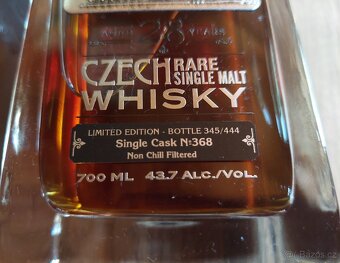 YEARS
CZECH RARE
SINGLE MALT
WHISKY
LIMITED EDITION - BOTTLE 345/444
Single Cask N:368
Non Chill Filtered
700 ML 43.7 ALC./VOL.